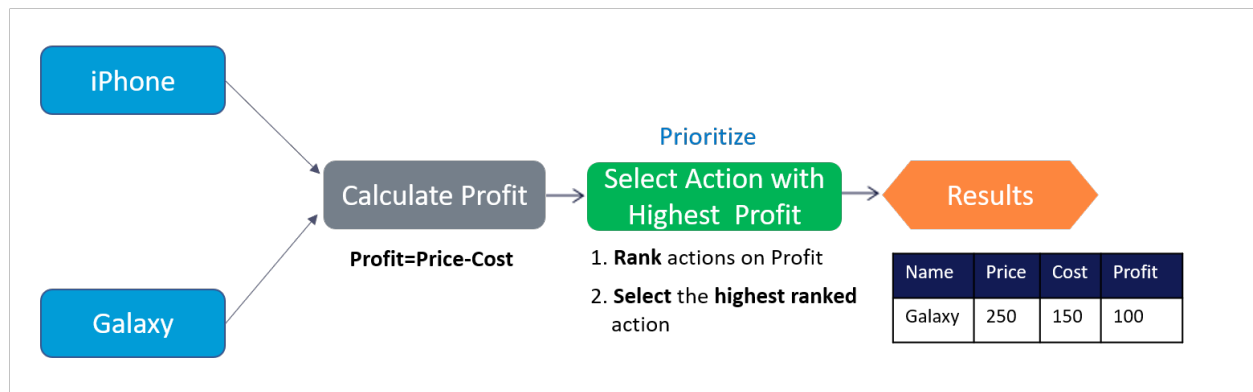 iPhone
Galaxy
Calculate Profit
Profit=Price-Cost
Prioritize
Select Action with
Highest Profit
1. Rank actions on Profit
2. Select the highest ranked
action
Results
Name Price Cost Profit
Galaxy 250 150 100